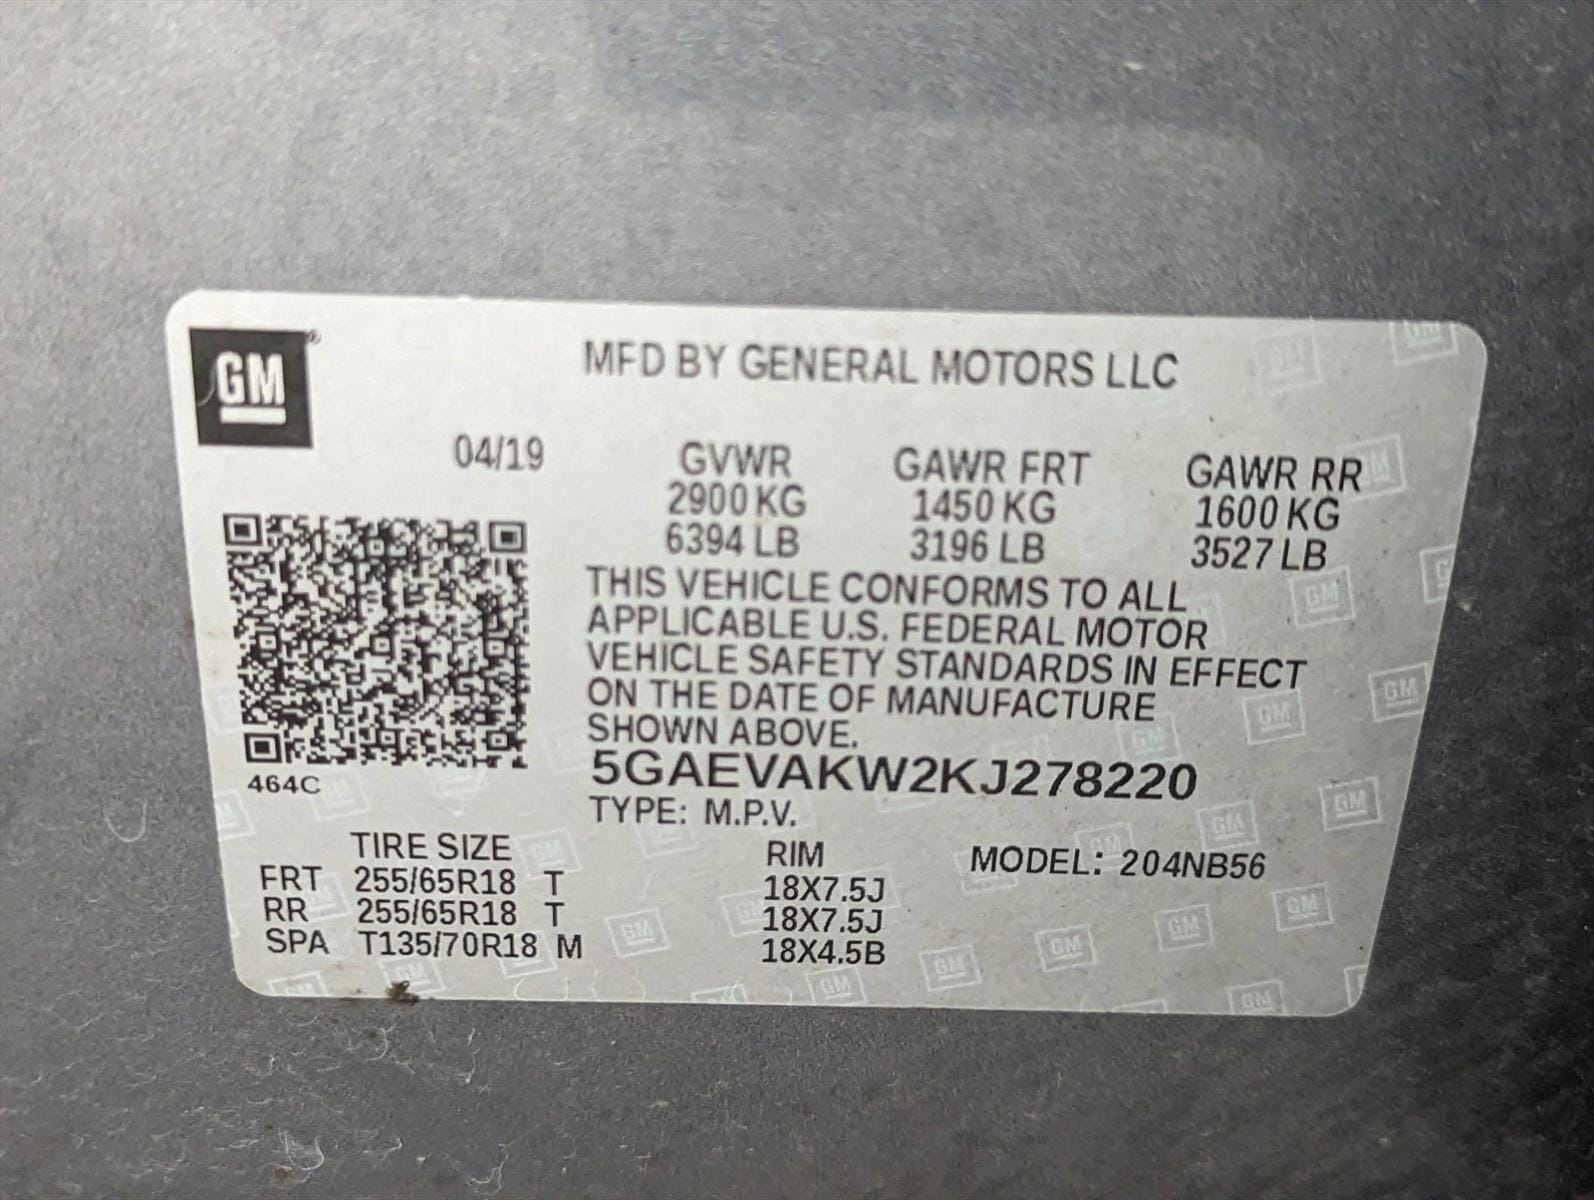 GM
MFD BY GENERAL MOTORS LLC
04/19 GVWR GAWR FRT GAWR RR
2900 KG 1450 KG 1600 KG
6394 LB 3196 LB 3527 LB
THIS VEHICLE CONFORMS TO ALL
APPLICABLE U.S. FEDERAL MOTOR
VEHICLE SAFETY STANDARDS IN EFFECT
ON THE DATE OF MANUFACTURE
SHOWN ABOVE.
5GAEVAKW2KJ278220
464C
TYPE: M.P.V.
TIRE SIZE RIM MODEL: 204NB56
FRT 255/65R18 T 18X7.5J
RR 255/65R18 T 18X7.5J
SPA T135/70R18 M 18X4.5B